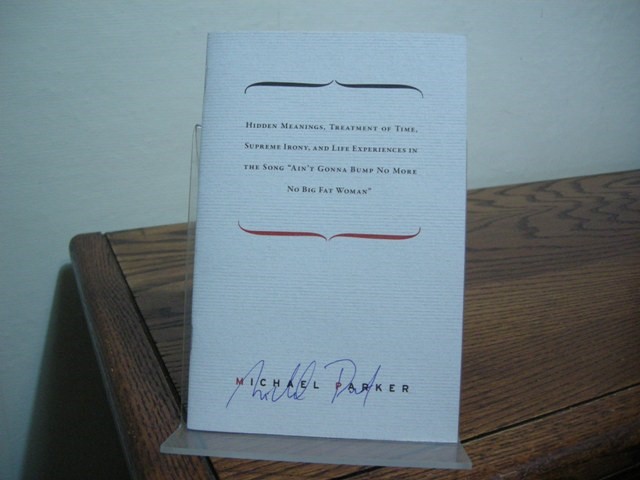 Hidden Meanings, Treatment of Time,
Supreme Irony, and Life Experiences in
the Song "Ain't Gonna Bump No More
No Big Fat Woman"
MICHAEL PARKER